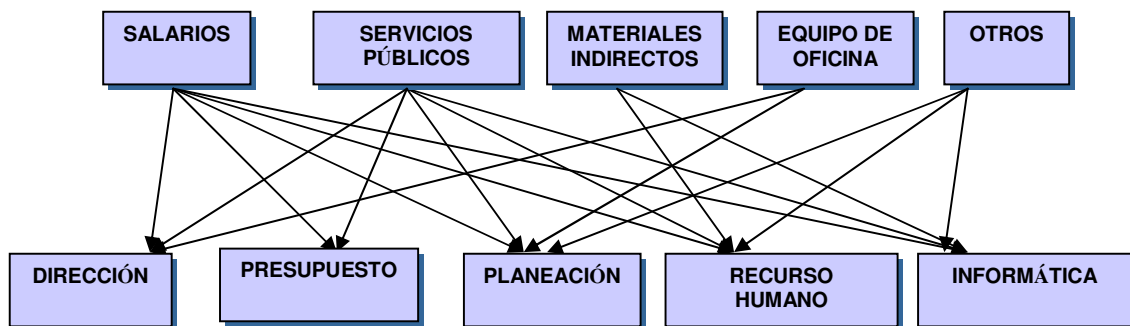 SALARIOS
SERVICIOS
PÚBLICOS
MATERIALES
INDIRECTOS
EQUIPO DE
OFICINA
OTROS
DIRECCIÓN
PRESUPUESTO
PLANEACIÓN
RECURSO
HUMANO
INFORMÁTICA